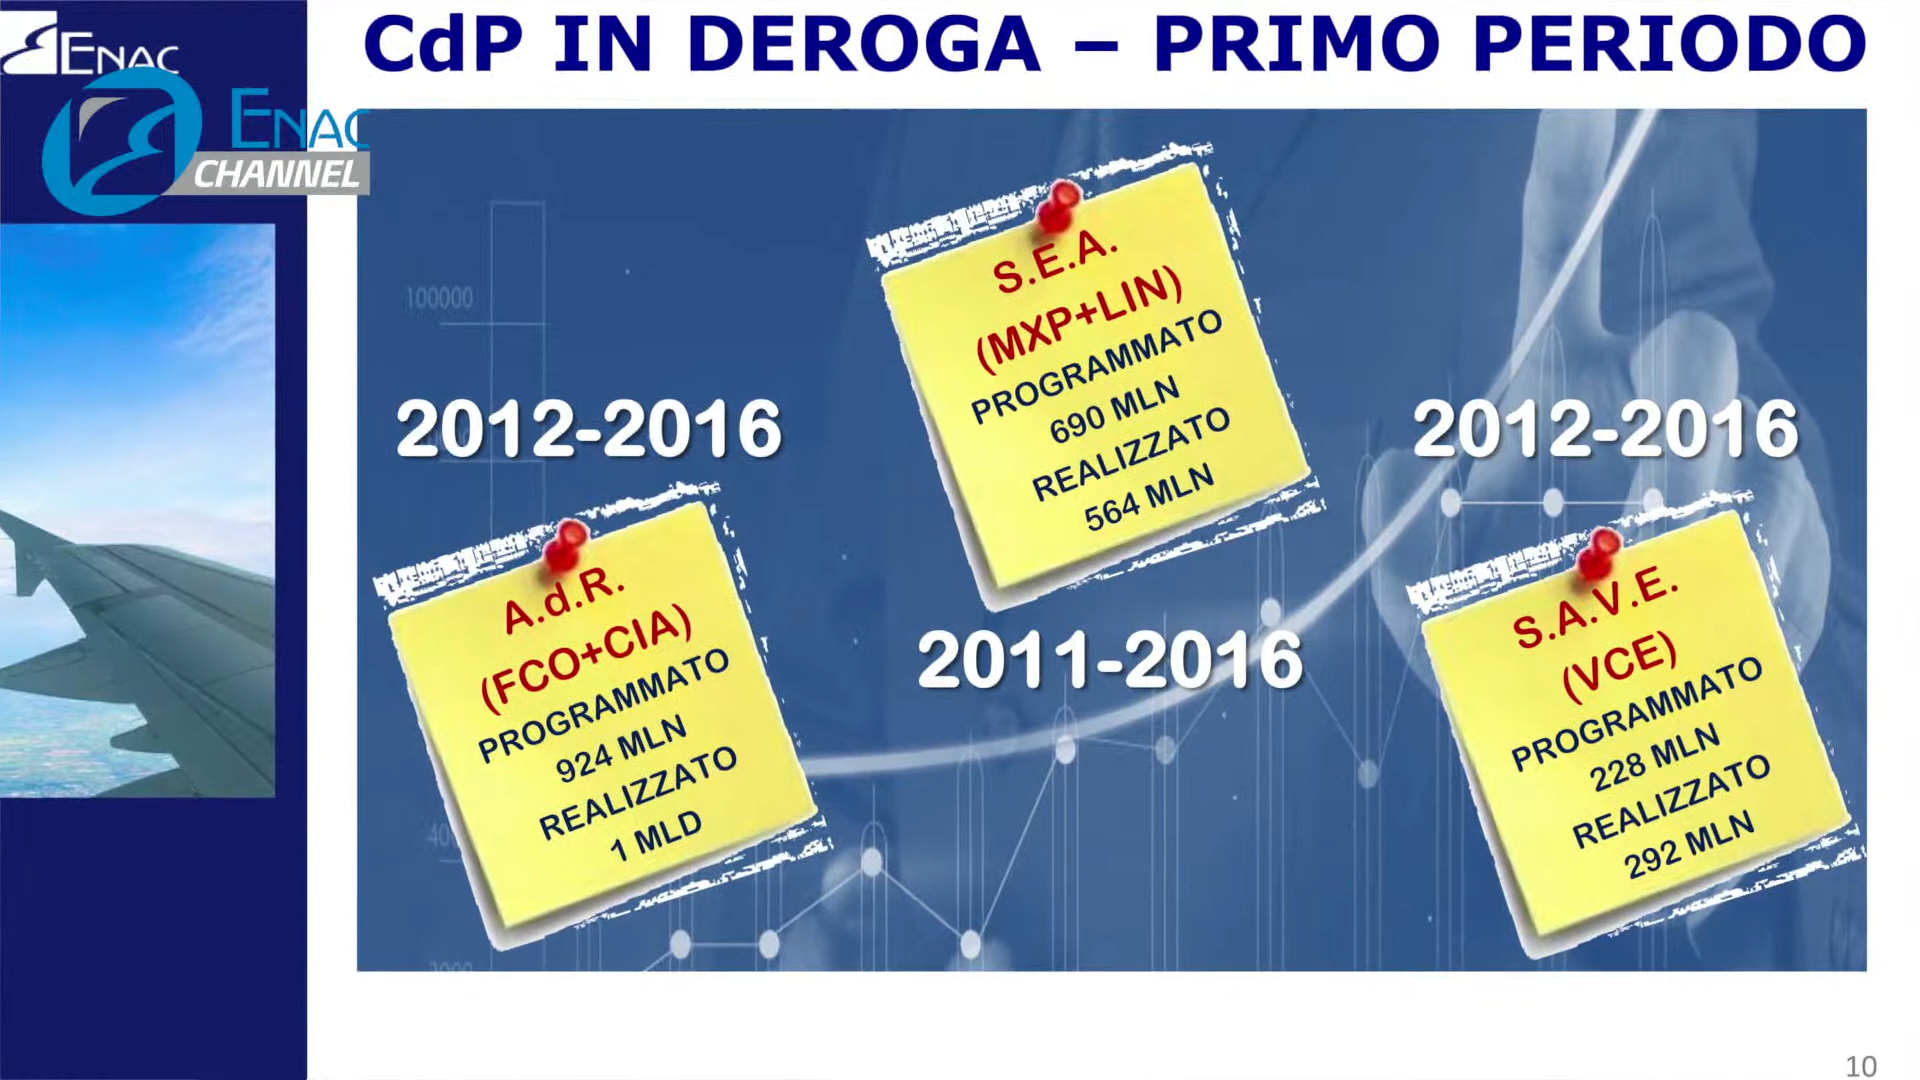 CdP IN DEROGA – PRIMO PERIODO
ENAC
ENAC
CHANNEL
100000
2012-2016
A.d.R.
(FCO+CIA)
PROGRAMMATO
924 MLN
REALIZZATO
1 MLD
S.E.A.
(MXP+LIN)
PROGRAMMATO
690 MLN
REALIZZATO
564 MLN
2011-2016
2012-2016
S.A.V.E.
(VCE)
PROGRAMMATO
228 MLN
REALIZZATO
292 MLN
10